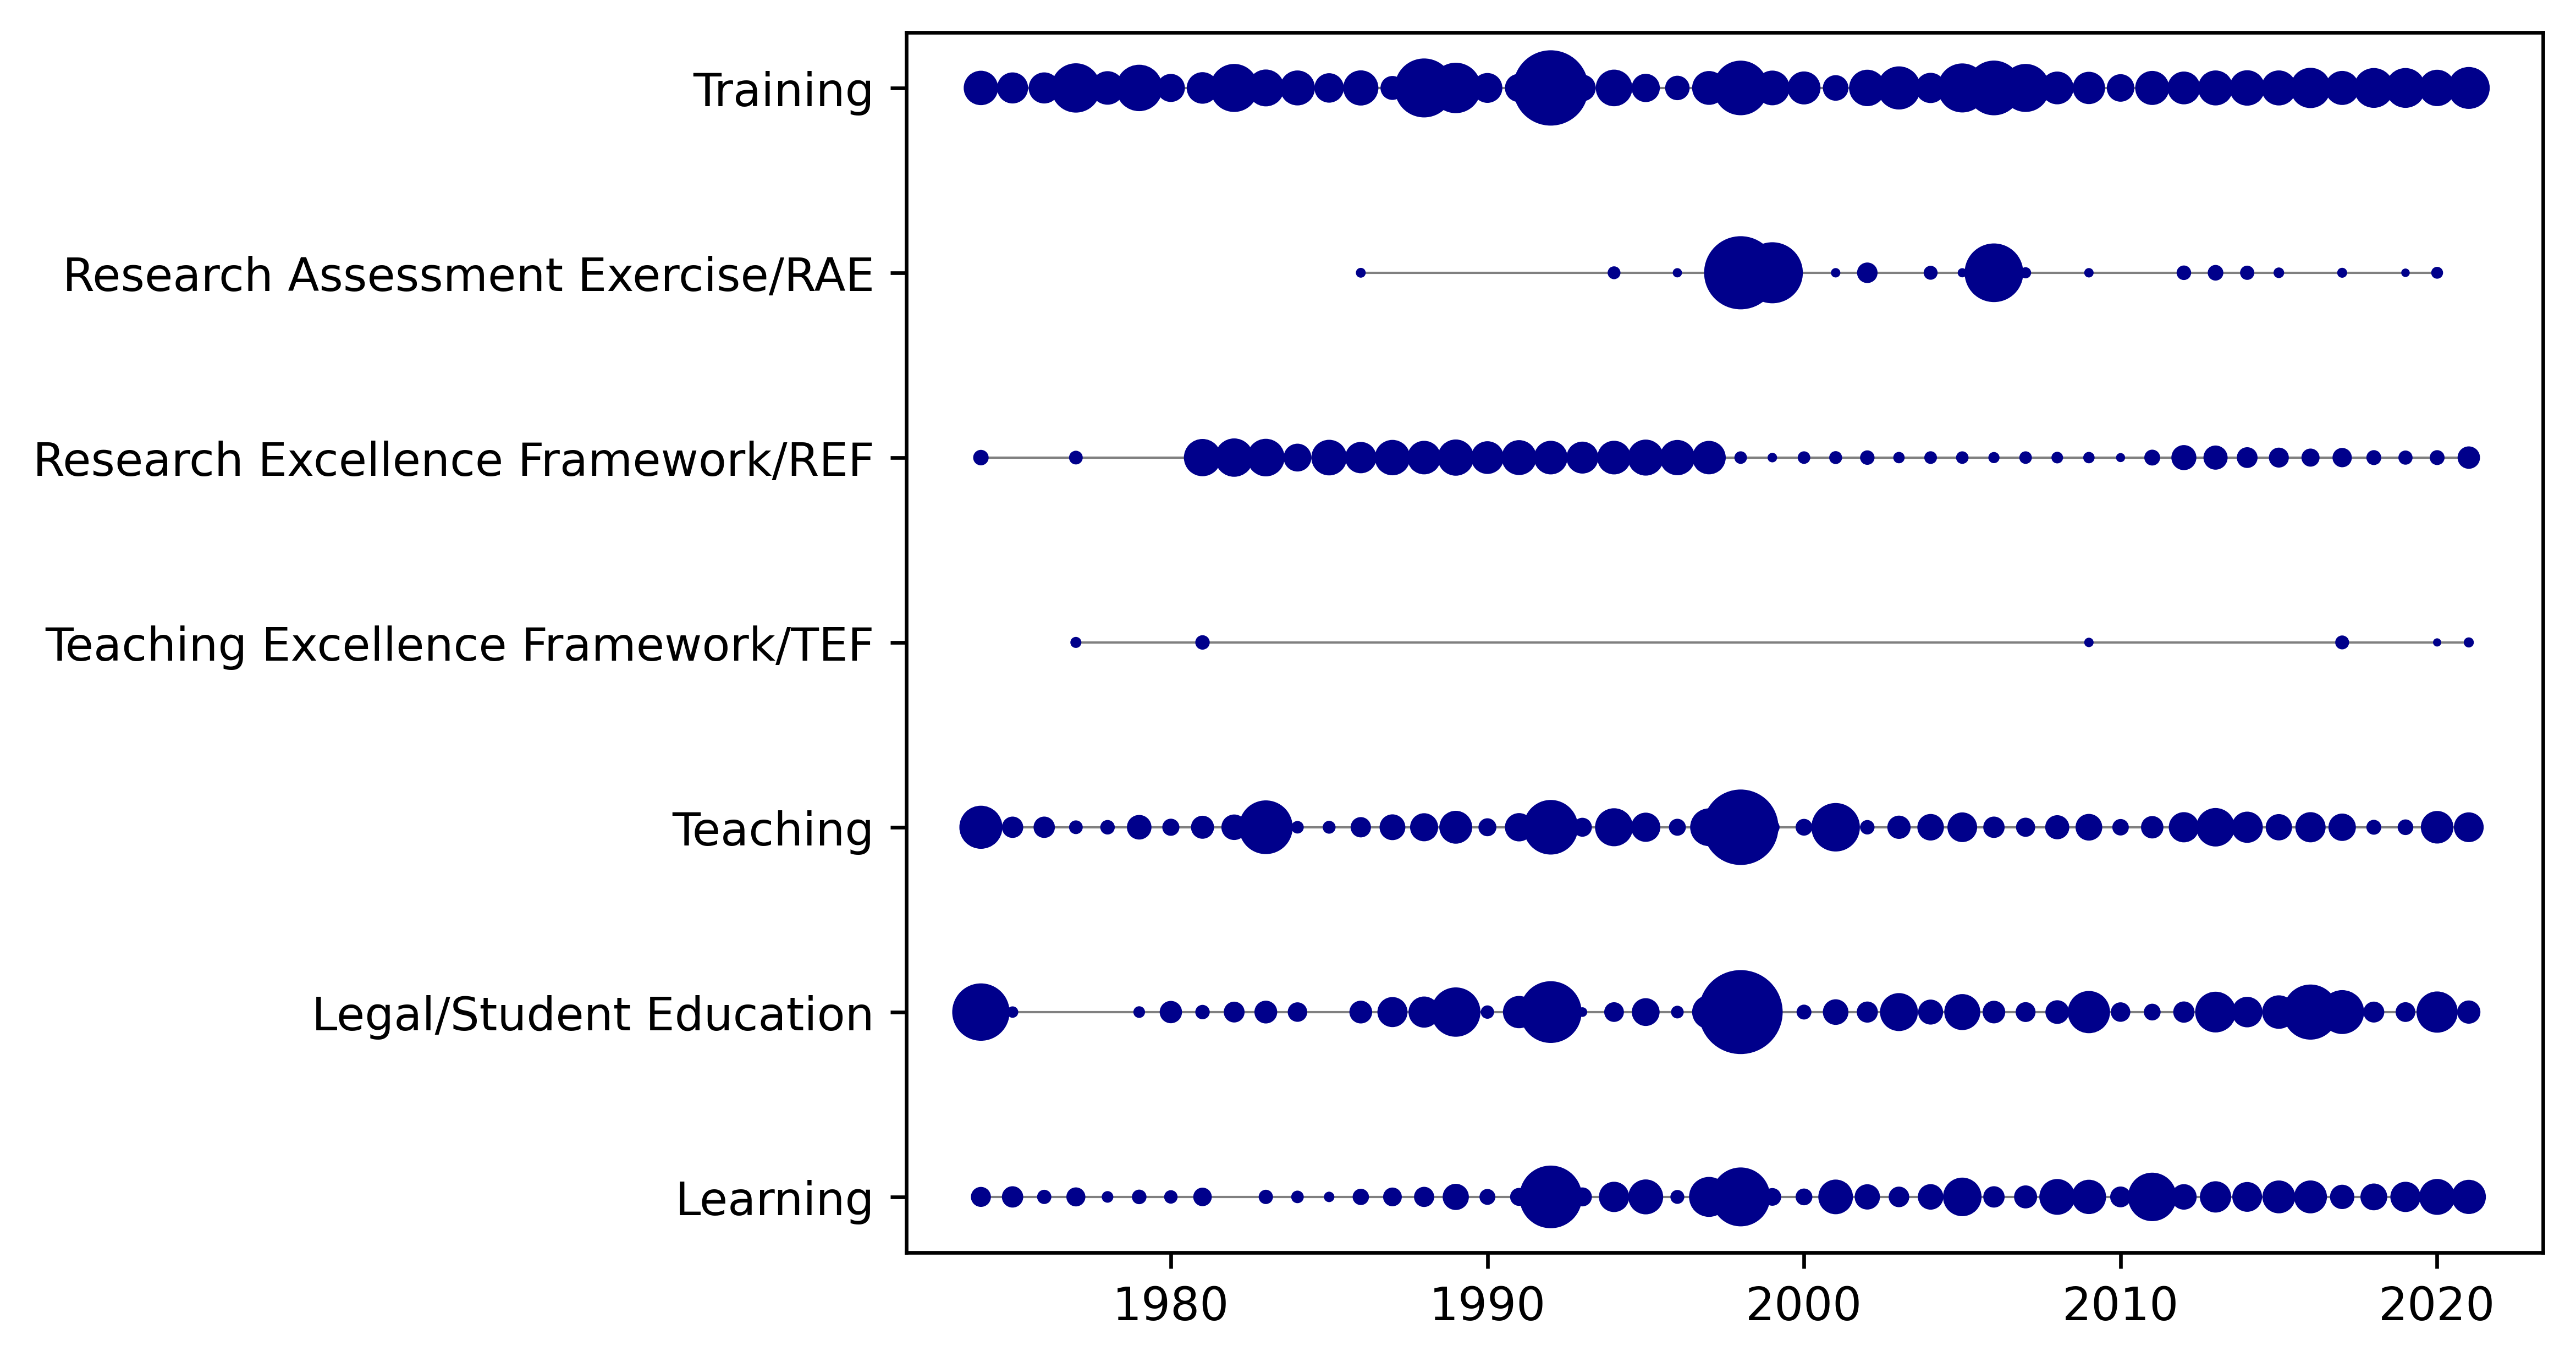 Training
Research Assessment Exercise/RAE
Research Excellence Framework/REF
Teaching Excellence Framework/TEF
Teaching
Legal/Student Education
Learning
1980 1990 2000 2010 2020